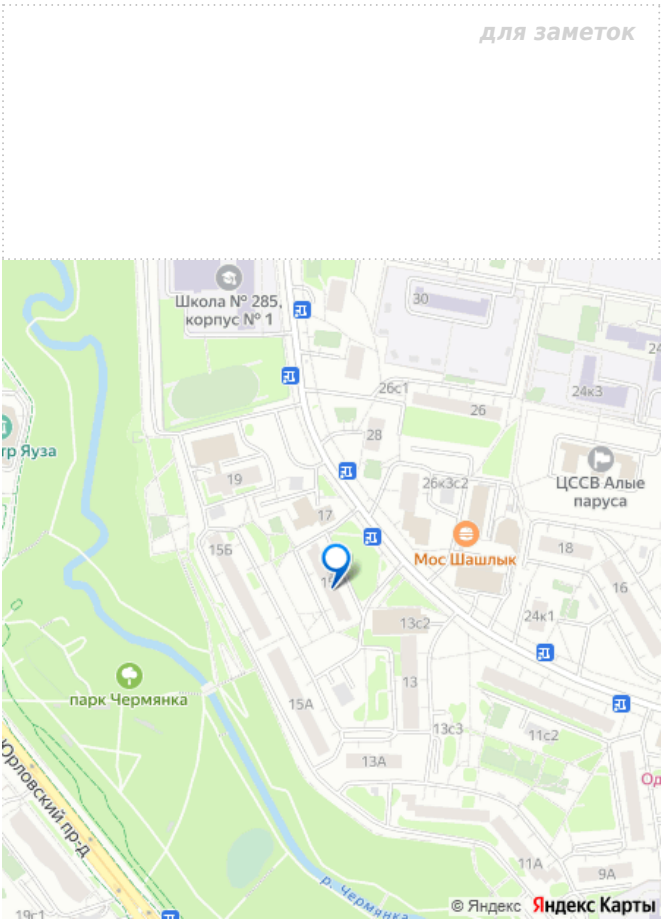 для заметок
Школа № 285,
корпус № 1
30
24к3
26с1
26
28
тр Яуза
ЦССВ Алые
паруса
19
26к3с2
17
Мос Шашлык
15Б
18
16
24к1
13с2
парк Чермянка
15А
13
13с3
11с2
13А
Юрловский пр-д
11А
9А
р. Чермянка
19с1
© Яндекс Яндекс Карты